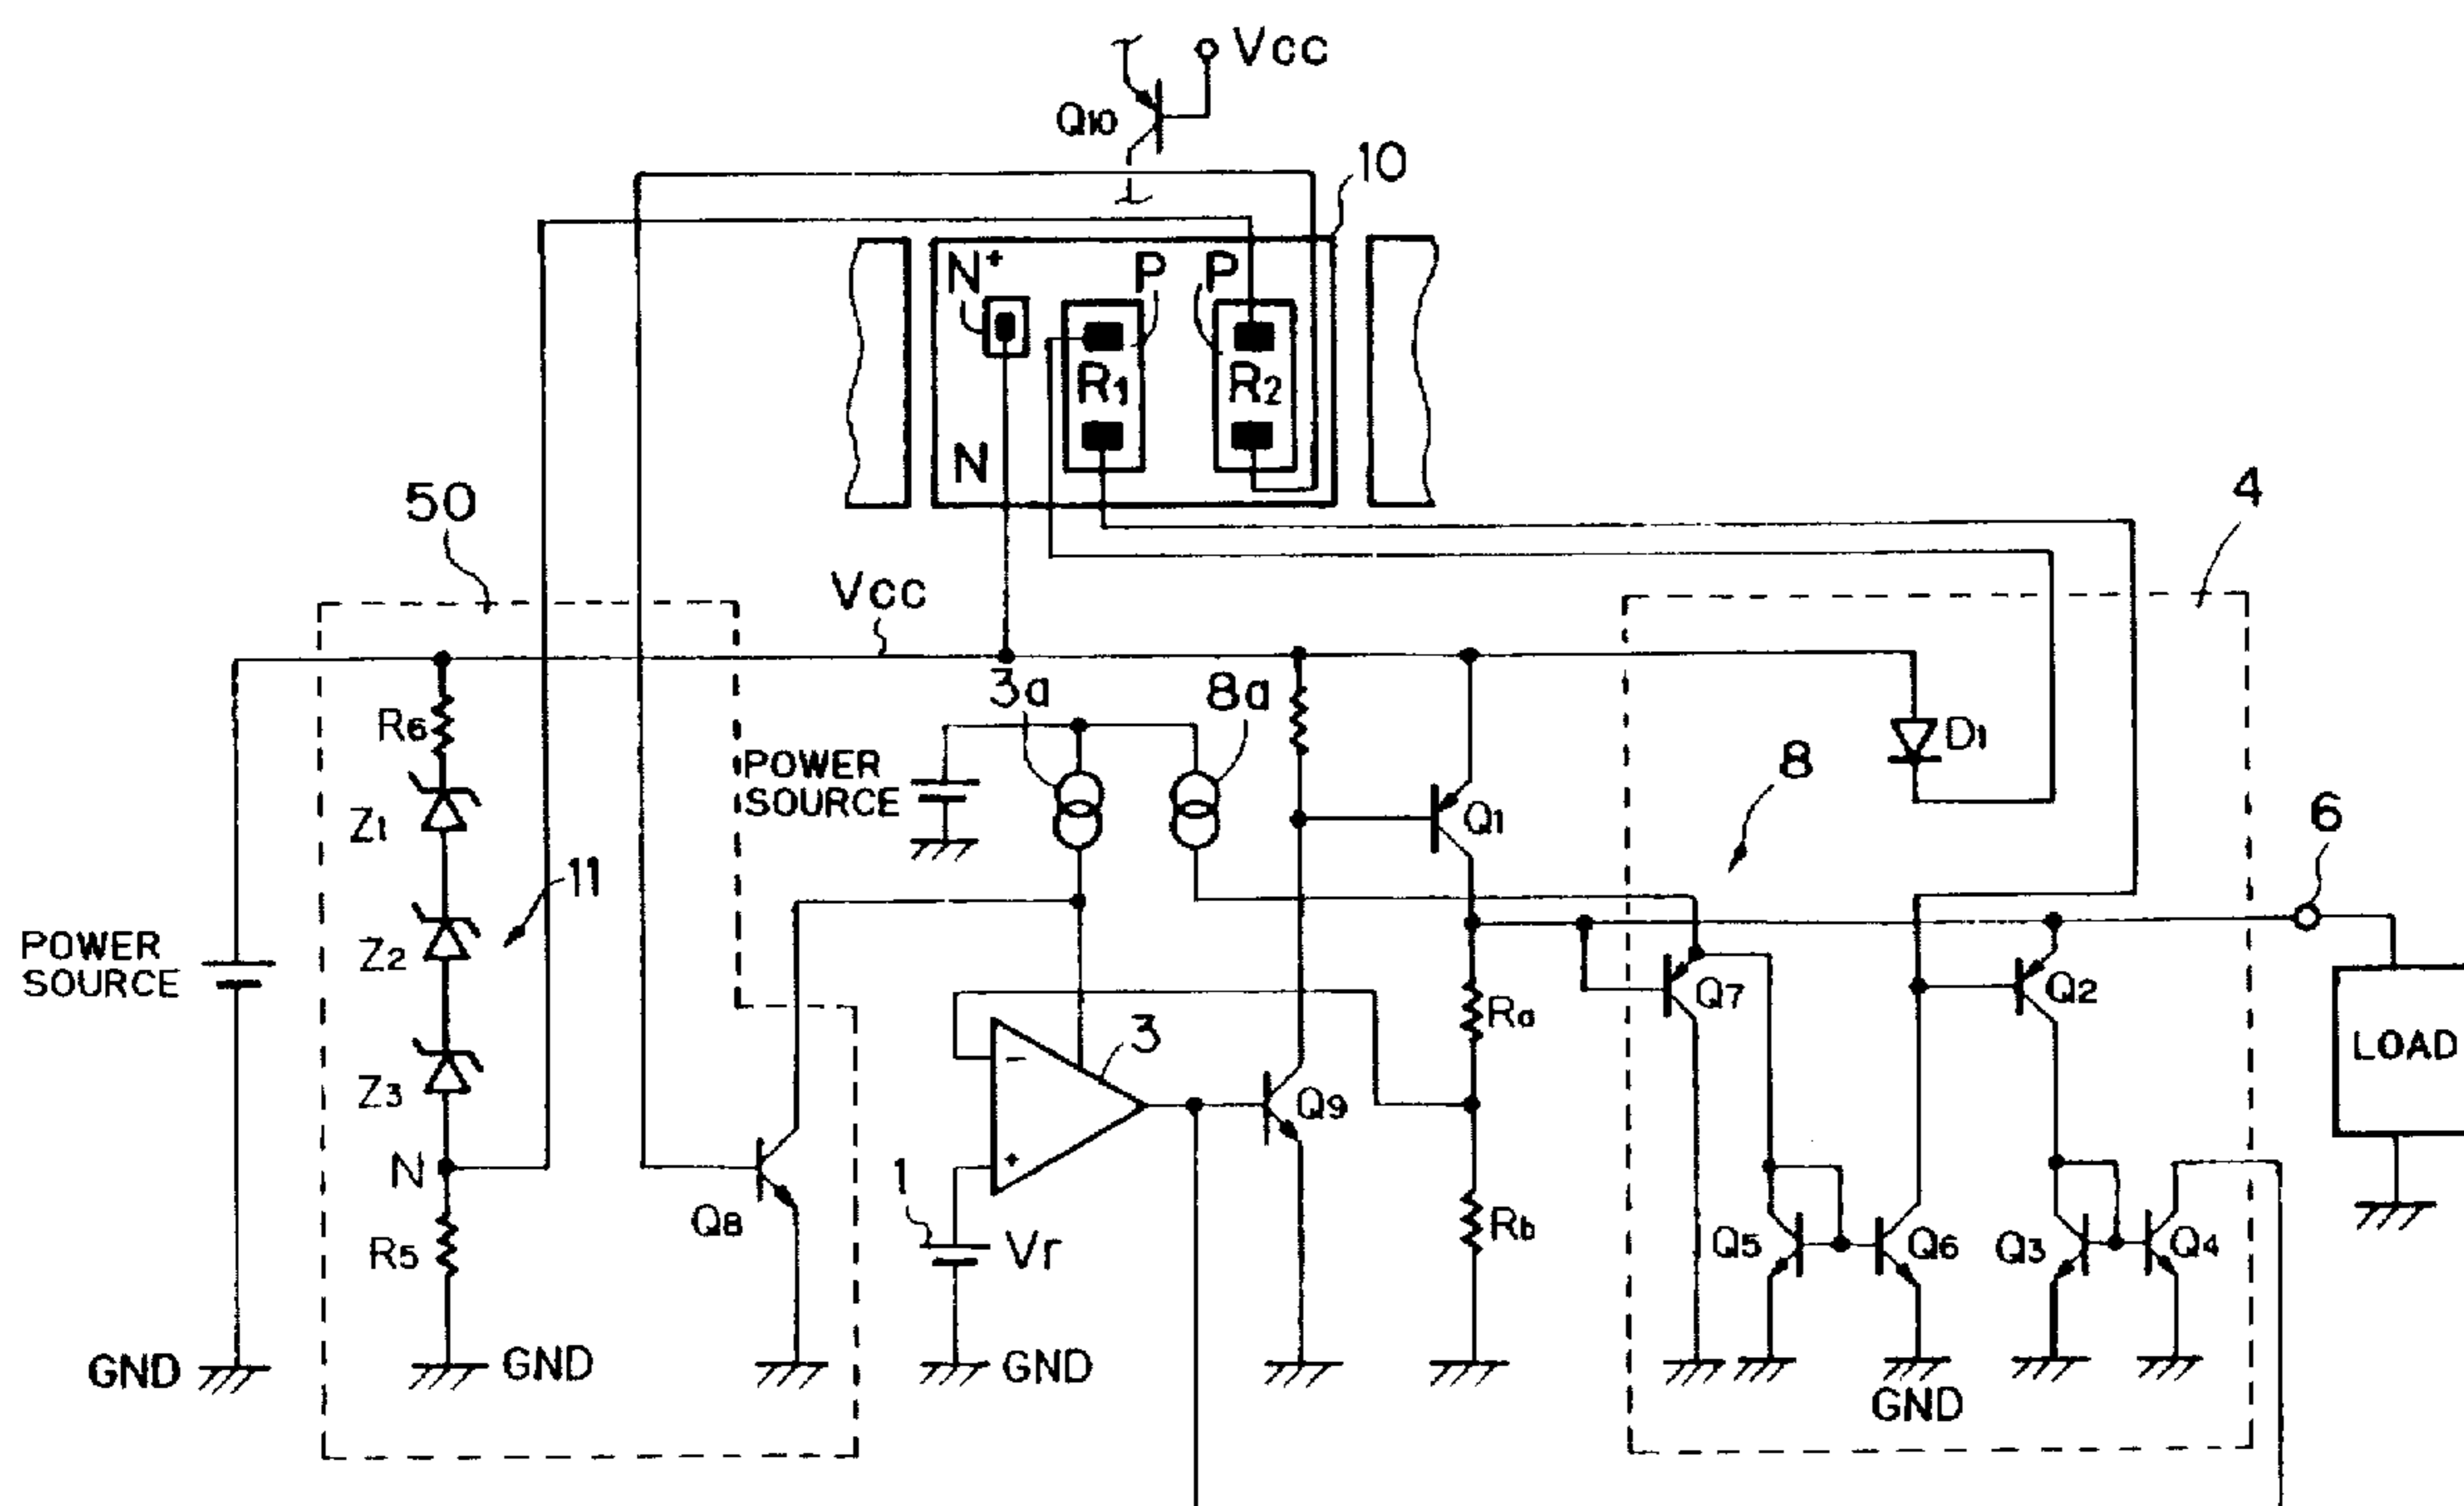 Vcc
Q10
10
N+
P
P
R1
R2
N
50
4
Vcc
3a
8a
R6
POWER
SOURCE
D1
8
Z1
Q1
6
11
POWER
SOURCE
Z2
Q7
Q2
Ra
3
LOAD
−
Z3
Q9
N
+
1
Q8
Rb
Vr
R5
Q5
Q6
Q3
Q4
GND
GND
GND
GND